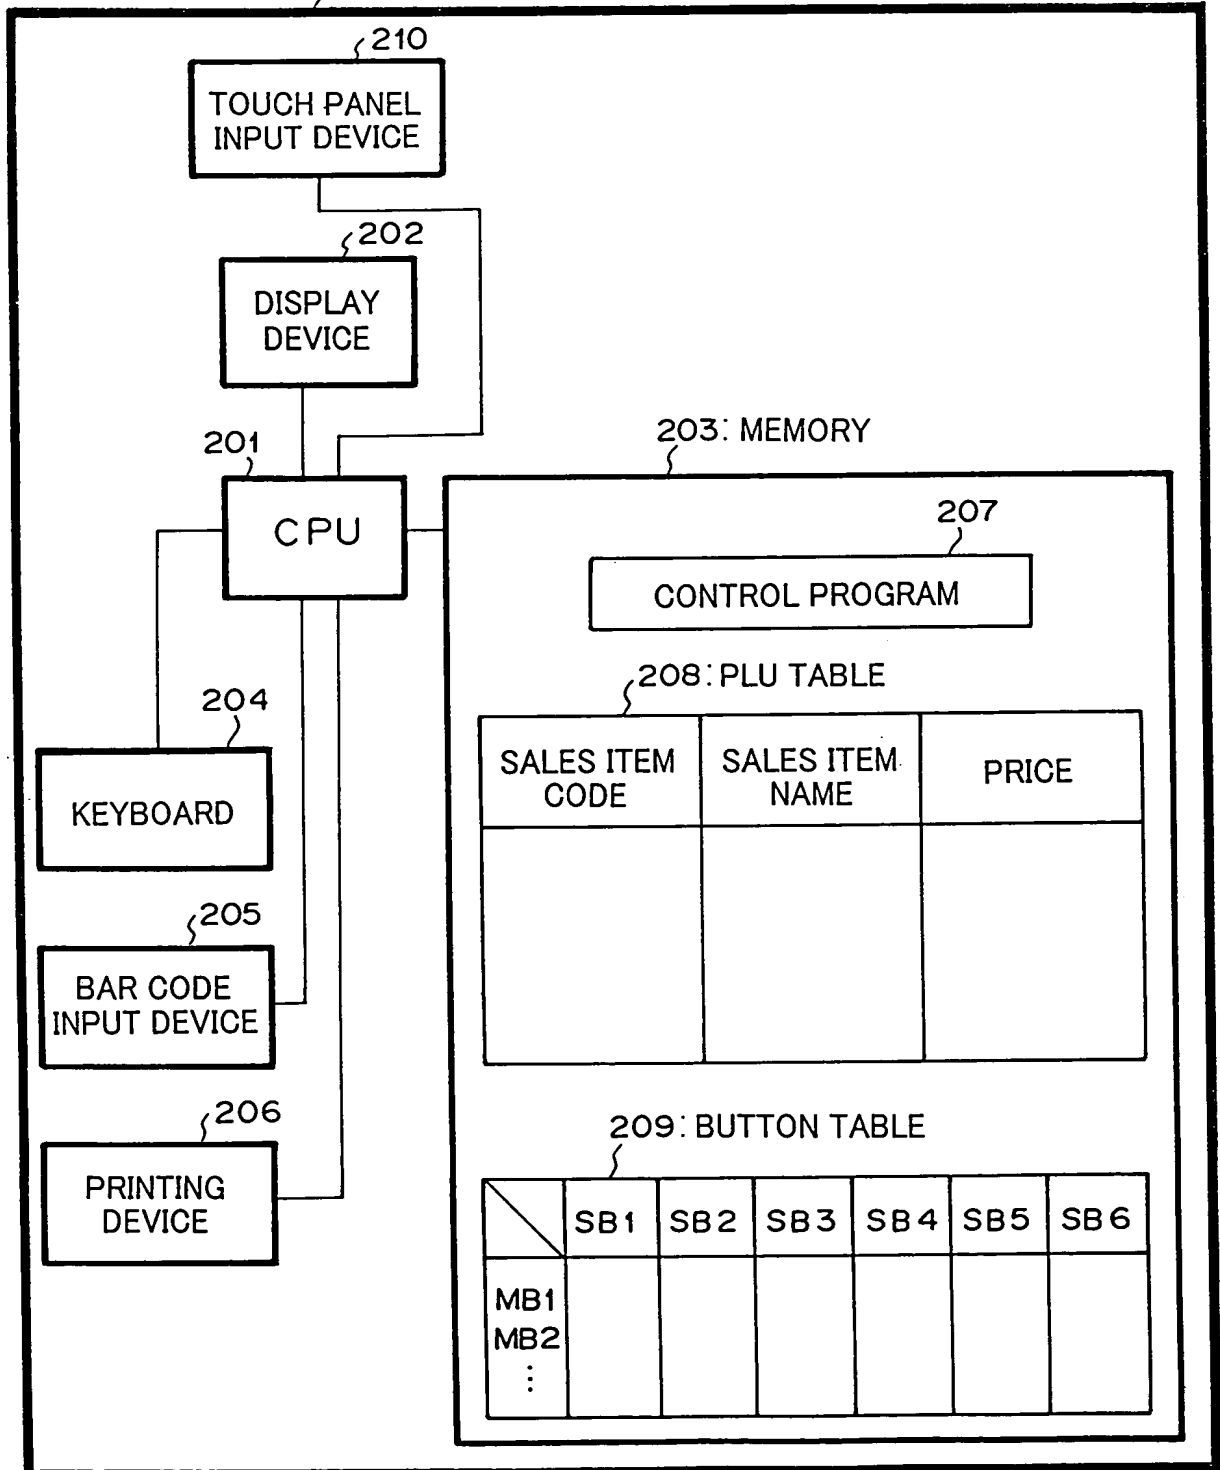 210
TOUCH PANEL
INPUT DEVICE
202
DISPLAY
DEVICE
201
CPU
203: MEMORY
207
CONTROL PROGRAM
208: PLU TABLE
SALES ITEM CODE
SALES ITEM NAME
PRICE
204
KEYBOARD
205
BAR CODE
INPUT DEVICE
206
PRINTING
DEVICE
209: BUTTON TABLE
SB1 SB2 SB3 SB4 SB5 SB6
MB1
MB2
⋮